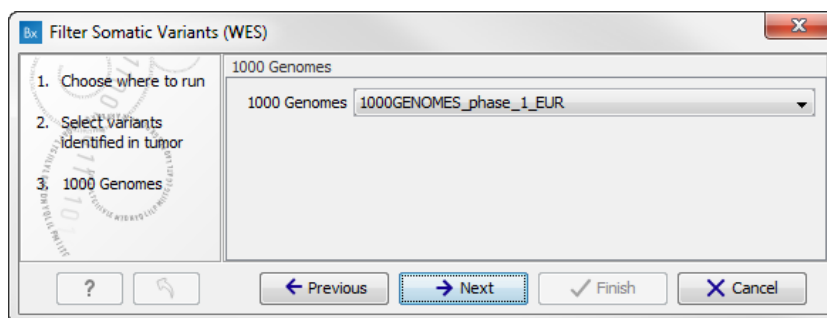 Bx Filter Somatic Variants (WES)
X
1. Choose where to run
2. Select variants
identified in tumor
3. 1000 Genomes
1000 Genomes
1000 Genomes 1000GENOMES_phase_1_EUR
? Previous Next Finish Cancel